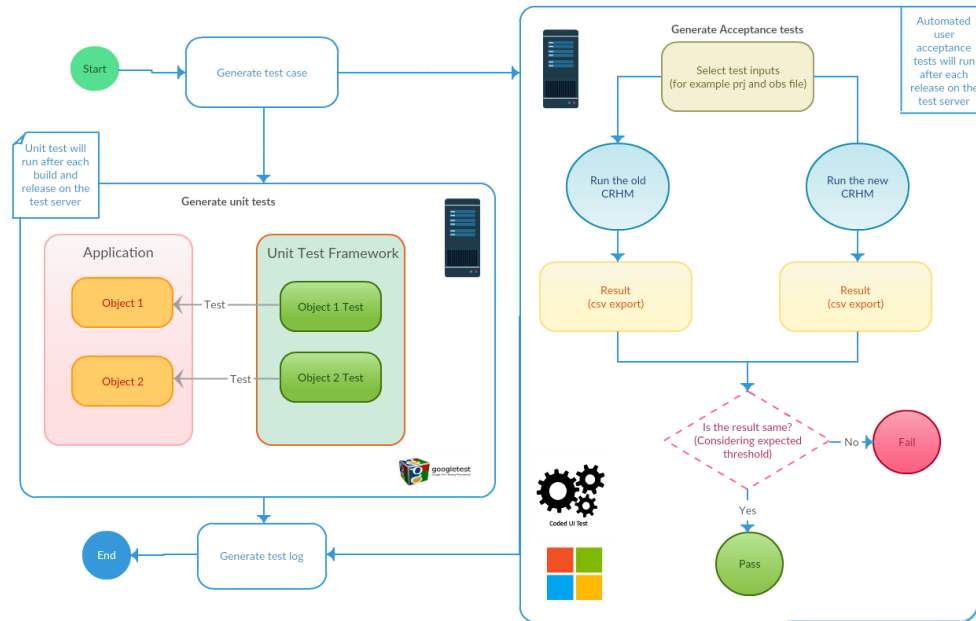 Start
Generate test case
Unit test will
run after each
build and
release on the
test server
Generate unit tests
Application
Unit Test Framework
Object 1
Test
Object 1 Test
Object 2
Test
Object 2 Test
googletest
Generate test log
End
Generate Acceptance tests
Automated
user
acceptance
tests will run
after each
release on the
test server
Select test inputs
(for example prj and obs file)
Run the old
CRHM
Run the new
CRHM
Result
(csv export)
Result
(csv export)
Is the result same?
(Considering expected
threshold)
No
Fail
Yes
Pass
Coded UI Test